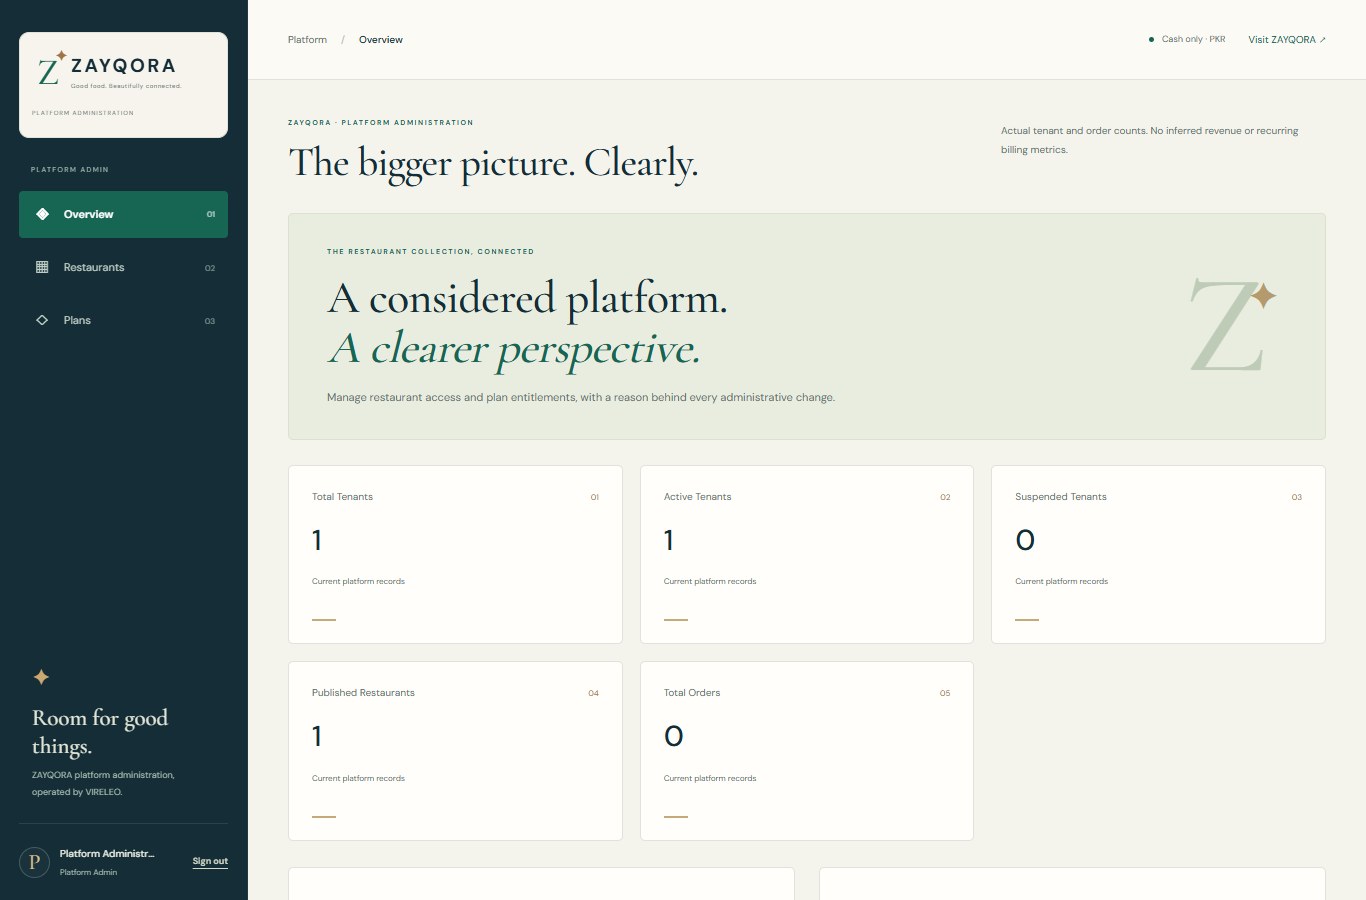 Z ZAYQORA
Good food. Beautifully connected.
PLATFORM ADMINISTRATION
PLATFORM ADMIN
Overview 01
Restaurants 02
Plans 03
Room for good
things.
ZAYQORA platform administration,
operated by VIRELEO.
P
Platform Administr...
Platform Admin
Sign out
Platform / Overview
Cash only · PKR
Visit ZAYQORA ↗
ZAYQORA · PLATFORM ADMINISTRATION
The bigger picture. Clearly.
Actual tenant and order counts. No inferred revenue or recurring
billing metrics.
THE RESTAURANT COLLECTION, CONNECTED
A considered platform.
A clearer perspective.
Manage restaurant access and plan entitlements, with a reason behind every administrative change.
Z
Total Tenants 01
1
Current platform records
Active Tenants 02
1
Current platform records
Suspended Tenants 03
0
Current platform records
Published Restaurants 04
1
Current platform records
Total Orders 05
0
Current platform records